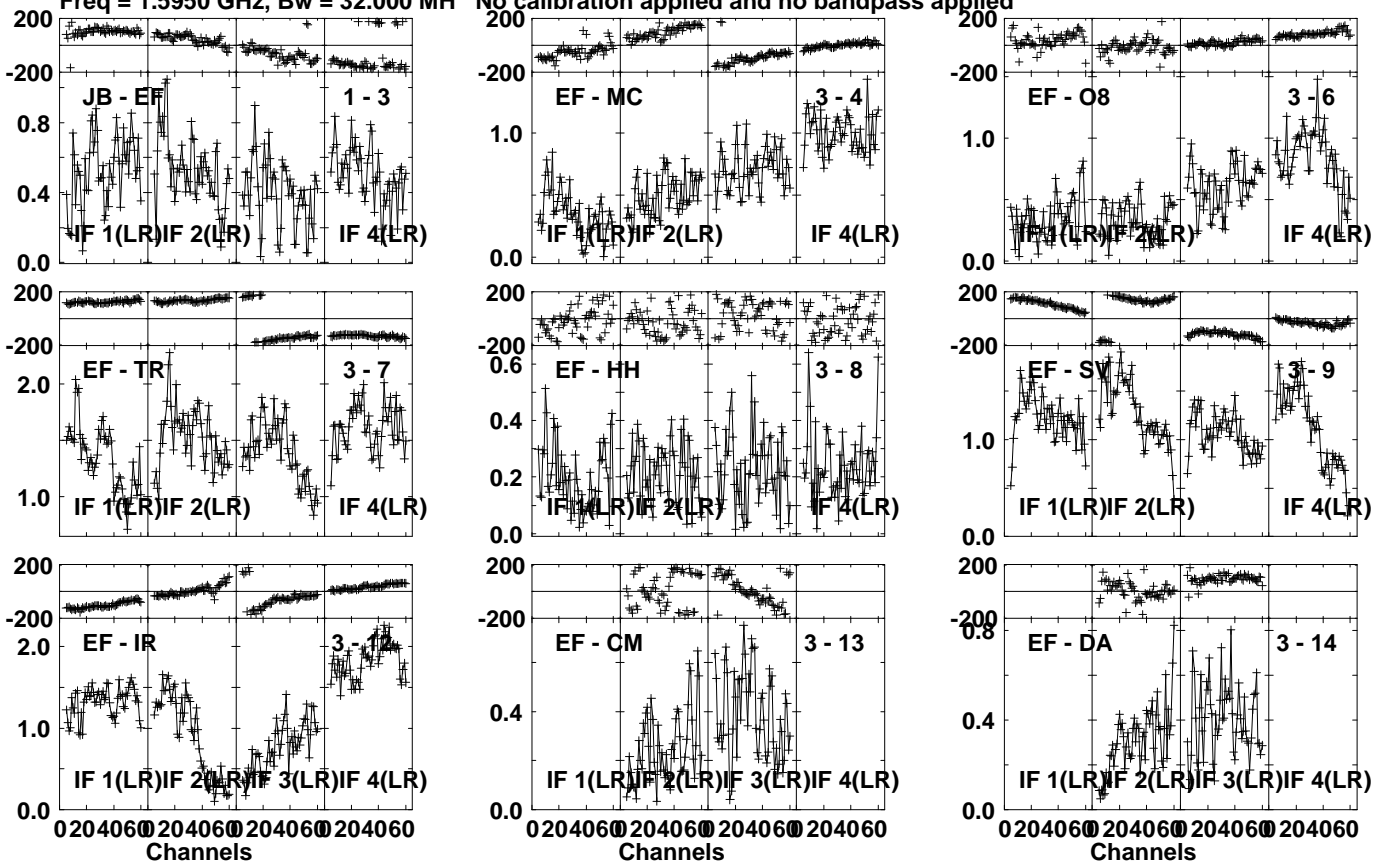 Freq = 1.5950 GHz, Bw = 32.000 MH No calibration applied and no bandpass applied
200
-200
JB - EF 1 - 3
0.8
0.4
0.0
IF 1(LR) IF 2(LR) IF 4(LR)
200
-200
EF - MC 3 - 4
1.0
0.0
IF 1(LR) IF 2(LR) IF 4(LR)
200
-200
EF - O8 3 - 6
1.0
0.0
IF 1(LR) IF 2(LR) IF 4(LR)
200
-200
EF - TR 3 - 7
2.0
1.0
IF 1(LR) IF 2(LR) IF 4(LR)
200
-200
EF - HH 3 - 8
0.6
0.4
0.2
0.0
IF 1(LR) IF 2(LR) IF 4(LR)
200
-200
EF - SV 3 - 9
2.0
1.0
0.0
IF 1(LR) IF 2(LR) IF 4(LR)
200
-200
EF - IR 3 - 12
2.0
1.0
0.0
IF 1(LR) IF 2(LR) IF 3(LR) IF 4(LR)
0 20 40 60 0 20 40 60 0 20 40 60 0 20 40 60
Channels
200
-200
EF - CM 3 - 13
0.4
0.0
IF 1(LR) IF 2(LR) IF 3(LR) IF 4(LR)
0 20 40 60 0 20 40 60 0 20 40 60 0 20 40 60
Channels
200
-200
EF - DA 3 - 14
0.8
0.4
0.0
IF 1(LR) IF 2(LR) IF 3(LR) IF 4(LR)
0 20 40 60 0 20 40 60 0 20 40 60 0 20 40 60
Channels